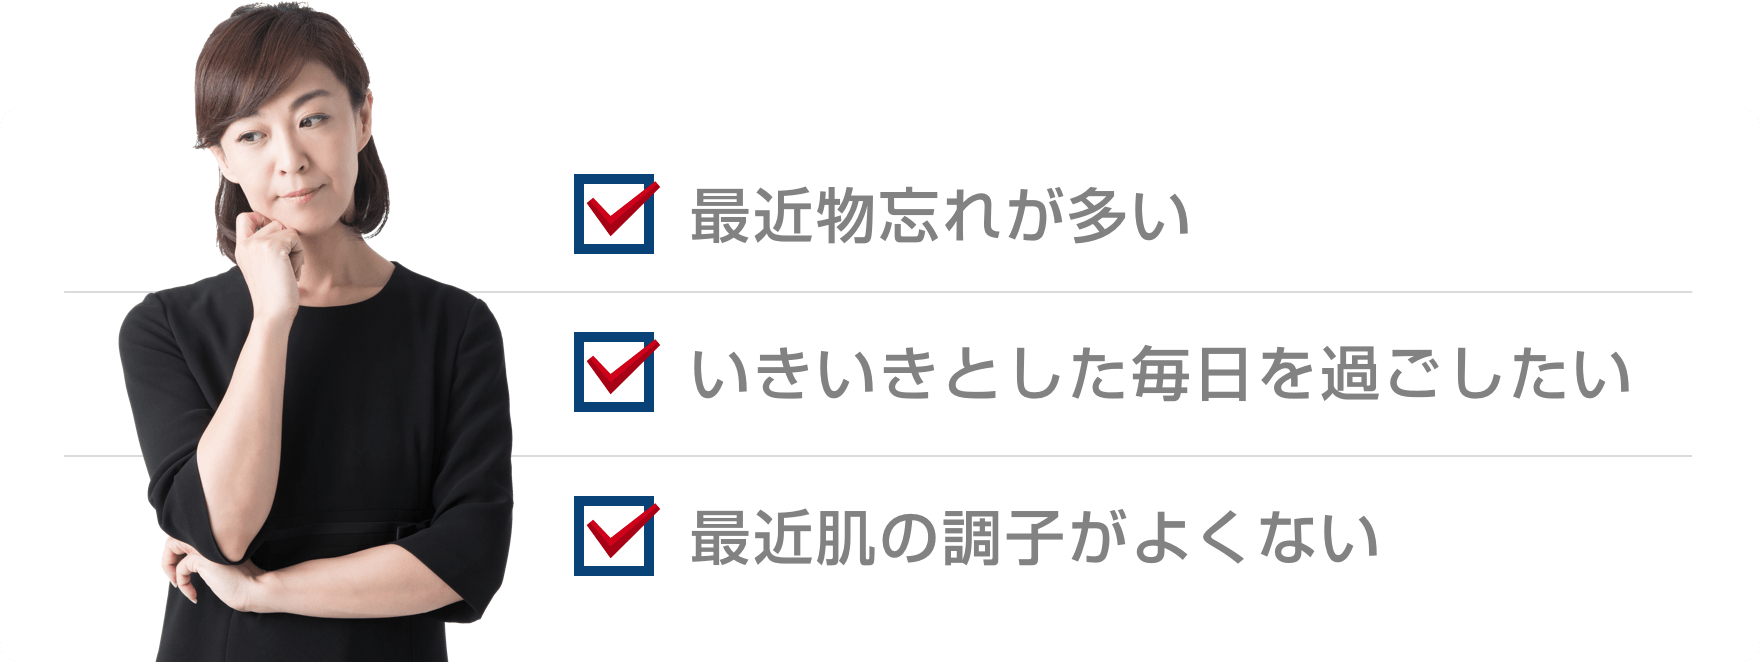 最近物忘れが多い
いきいきとした毎日を過ごしたい
最近肌の調子がよくない